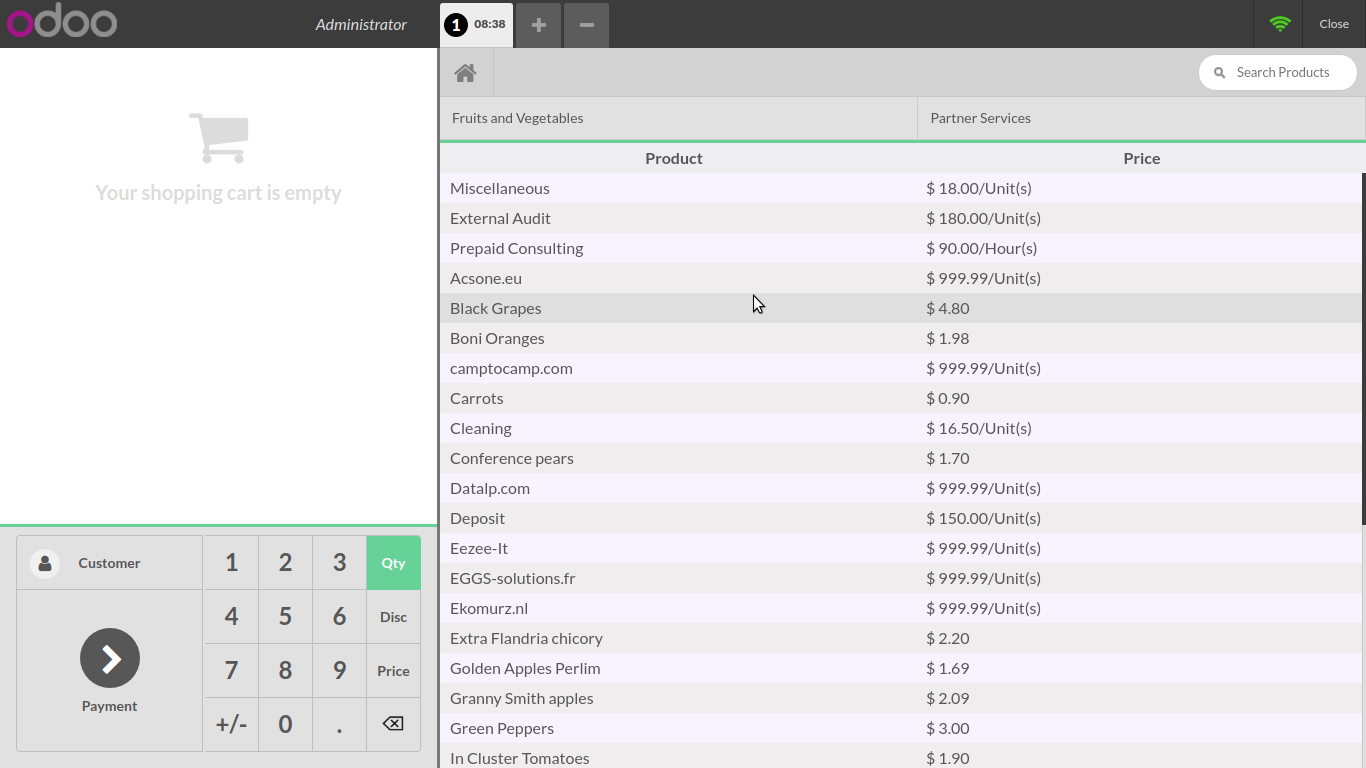 odoo
Administrator
1 08:38
Close
Search Products
Fruits and Vegetables Partner Services
Product Price
Miscellaneous $ 18.00/Unit(s)
External Audit $ 180.00/Unit(s)
Prepaid Consulting $ 90.00/Hour(s)
Acsone.eu $ 999.99/Unit(s)
Black Grapes $ 4.80
Boni Oranges $ 1.98
camptocamp.com $ 999.99/Unit(s)
Carrots $ 0.90
Cleaning $ 16.50/Unit(s)
Conference pears $ 1.70
Datalp.com $ 999.99/Unit(s)
Deposit $ 150.00/Unit(s)
Eezee-It $ 999.99/Unit(s)
EGGS-solutions.fr $ 999.99/Unit(s)
Ekomurz.nl $ 999.99/Unit(s)
Extra Flandria chicory $ 2.20
Golden Apples Perlim $ 1.69
Granny Smith apples $ 2.09
Green Peppers $ 3.00
In Cluster Tomatoes $ 1.90
Your shopping cart is empty
Customer
Payment
1 2 3 Qty
4 5 6 Disc
7 8 9 Price
+/- 0 .